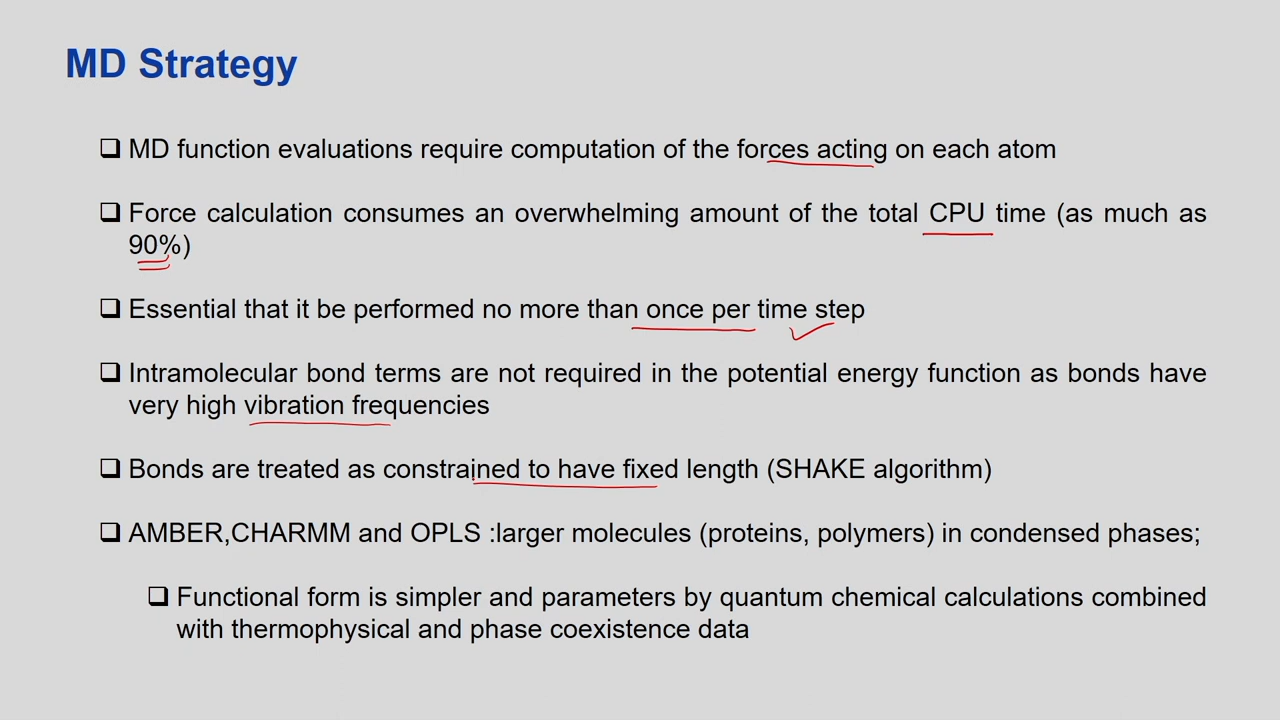 MD Strategy
❑ MD function evaluations require computation of the forces acting on each atom
❑ Force calculation consumes an overwhelming amount of the total CPU time (as much as
90%)
❑ Essential that it be performed no more than once per time step
❑ Intramolecular bond terms are not required in the potential energy function as bonds have
very high vibration frequencies
❑ Bonds are treated as constrained to have fixed length (SHAKE algorithm)
❑ AMBER,CHARMM and OPLS :larger molecules (proteins, polymers) in condensed phases;
❑ Functional form is simpler and parameters by quantum chemical calculations combined
with thermophysical and phase coexistence data